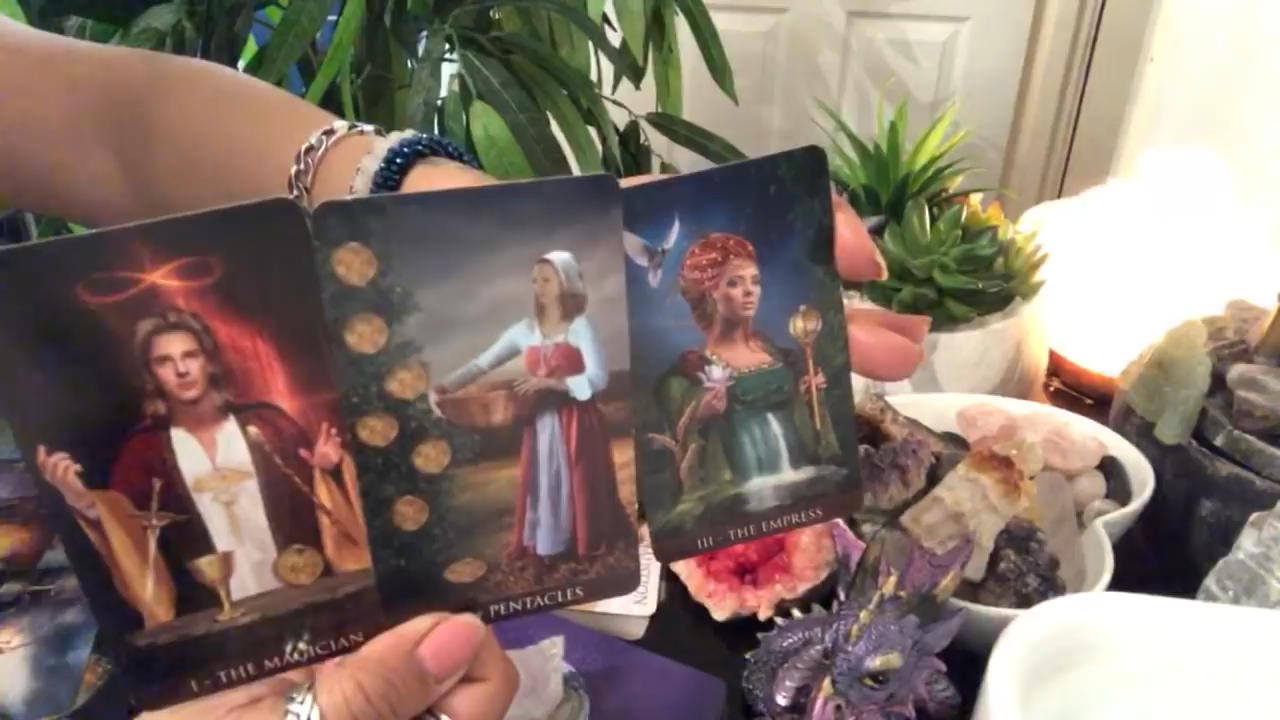 I - THE MAGICIAN
PENTACLES
III - THE EMPRESS